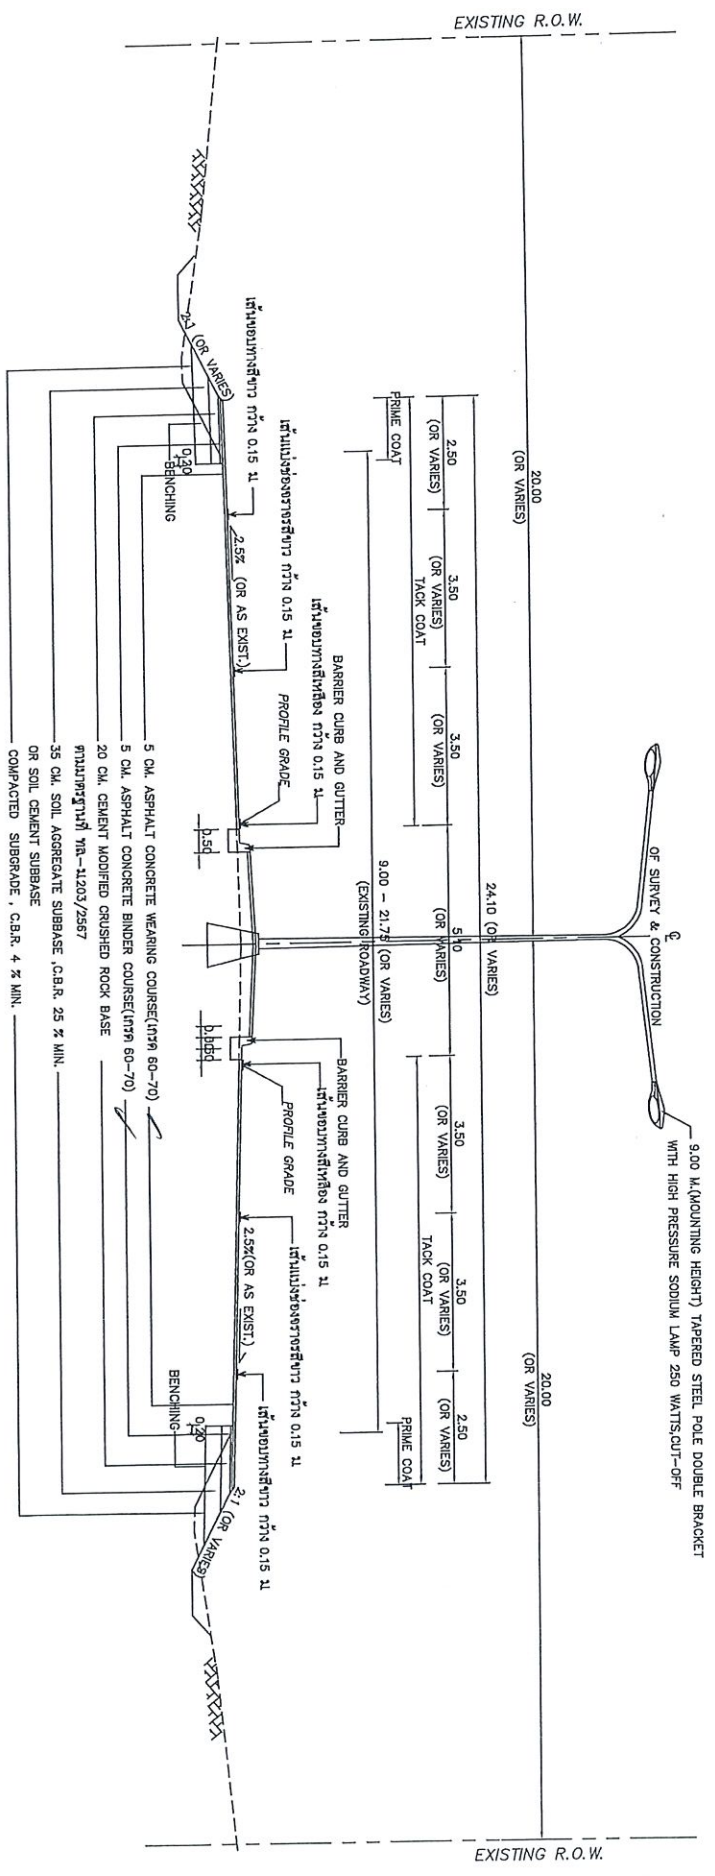 EXISTING R.O.W.
EXISTING R.O.W.
9.00 M.(MOUNTING HEIGHT) TAPERED STEEL POLE DOUBLE BRACKET
WITH HIGH PRESSURE SODIUM LAMP 250 WATTS,CUT-OFF
℄
OF SURVEY & CONSTRUCTION
20.00
(OR VARIES)
20.00
(OR VARIES)
24.10 (OR VARIES)
2.50
(OR VARIES)
3.50
(OR VARIES)
3.50
(OR VARIES)
5.10
(OR VARIES)
3.50
(OR VARIES)
3.50
(OR VARIES)
2.50
(OR VARIES)
PRIME COAT
TACK COAT
TACK COAT
PRIME COAT
9.00 - 21.75 (OR VARIES)
(EXISTING ROADWAY)
BARRIER CURB AND GUTTER
เส้นขอบทางสีเหลือง กว้าง 0.15 ม
PROFILE GRADE
เส้นแบ่งช่องจราจรสีขาว กว้าง 0.15 ม
2.5% (OR AS EXIST.)
เส้นขอบทางสีขาว กว้าง 0.15 ม
2:1 (OR VARIES)
0.20
BENCHING
0.50
BARRIER CURB AND GUTTER
เส้นขอบทางสีเหลือง กว้าง 0.15 ม
PROFILE GRADE
เส้นแบ่งช่องจราจรสีขาว กว้าง 0.15 ม
2.5%(OR AS EXIST.)
เส้นขอบทางสีขาว กว้าง 0.15 ม
2:1 (OR VARIES)
0.20
BENCHING
5 CM. ASPHALT CONCRETE WEARING COURSE(เกรด 60-70)
5 CM. ASPHALT CONCRETE BINDER COURSE(เกรด 60-70)
20 CM. CEMENT MODIFIED CRUSHED ROCK BASE
ตามมาตรฐานที่ ทล.-ม203/2567
35 CM. SOIL AGGREGATE SUBBASE ,C.B.R. 25 % MIN.
OR SOIL CEMENT SUBBASE
COMPACTED SUBGRADE , C.B.R. 4 % MIN.